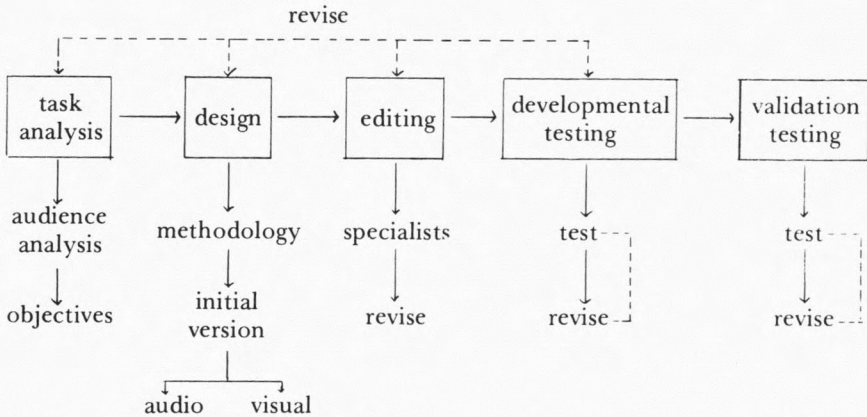 revise
task
analysis
design
editing
developmental
testing
validation
testing
audience
analysis
methodology
specialists
test
test
objectives
initial
version
revise
revise
revise
audio
visual